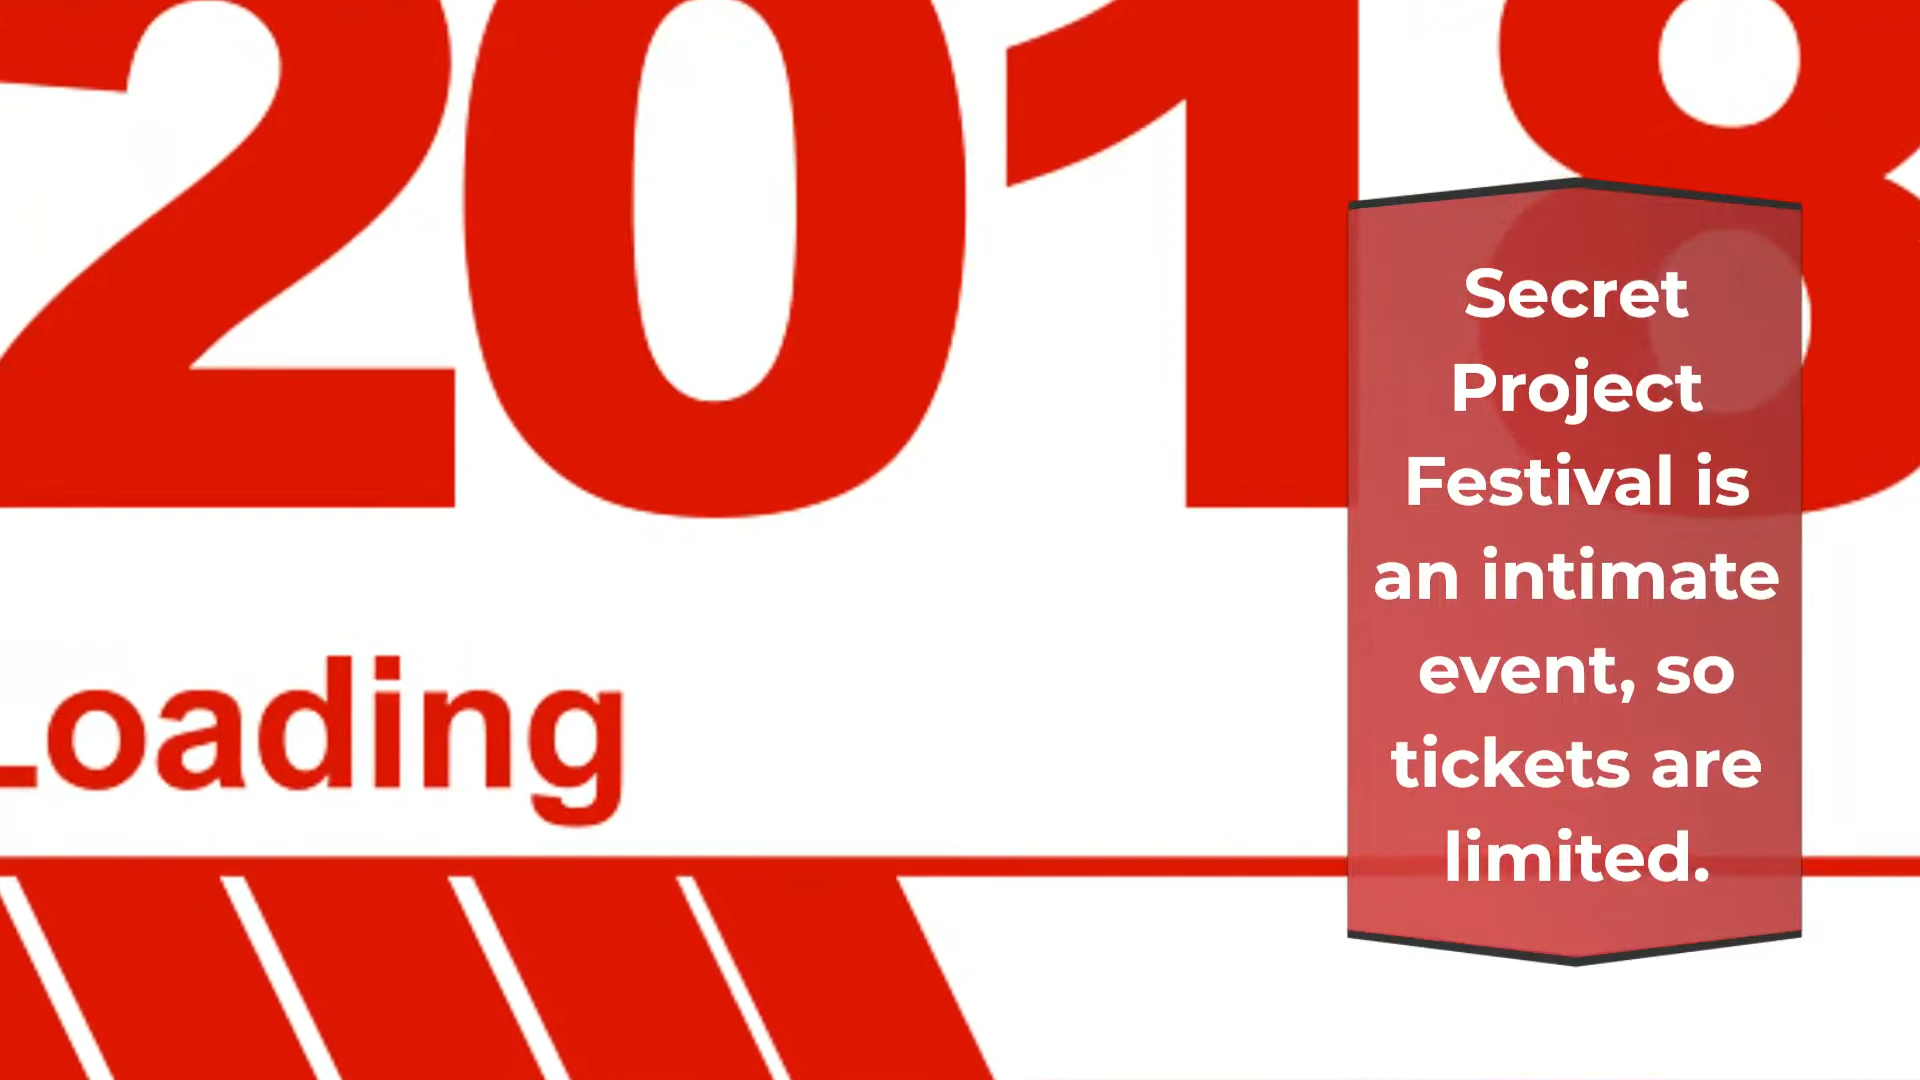 2018
Loading
Secret
Project
Festival is
an intimate
event, so
tickets are
limited.